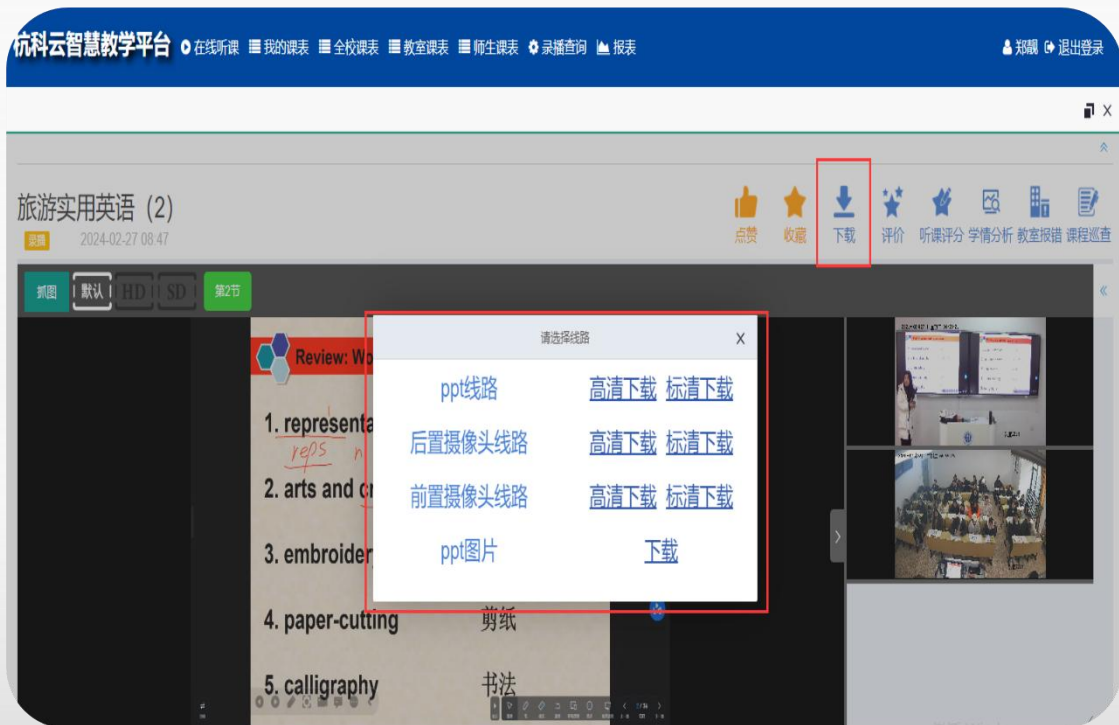 杭科云智慧教学平台 在线听课 我的课表 全校课表 教室课表 师生课表 录播查询 报表 郑靓 退出登录
X
旅游实用英语（2）
录播 2024-02-27 08:47
点赞 收藏 下载 评价 听课评分 学情分析 教室报错 课程巡查
抓图 默认 HD SD 第2节
请选择线路 X
ppt线路 高清下载 标清下载
后置摄像头线路 高清下载 标清下载
前置摄像头线路 高清下载 标清下载
ppt图片 下载
Review: Wo
1. representa
reps n
2. arts and cr
3. embroider
4. paper-cutting 剪纸
5. calligraphy 书法